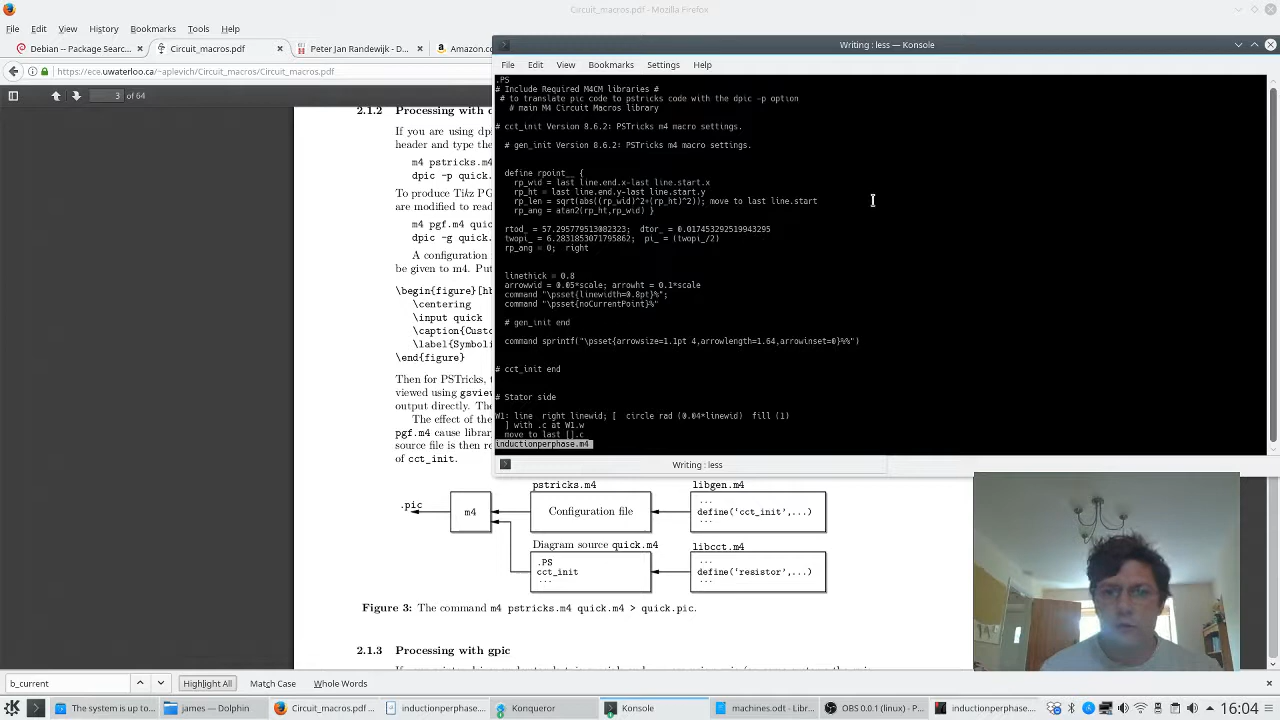 Circuit_macros.pdf - Mozilla Firefox
File Edit View History Bookmarks Tools Help
Debian -- Package Searc...
Circuit_macros.pdf
Peter Jan Randewijk: T...
Amazon.co
https://ece.uwaterloo.ca/~aplevich/Circuit_macros/Circuit_macros.pdf
3 of 64
2.1.2 Processing with d
If you are using dpi
header and type the
m4 pstricks.m4
dpic -p quick.
To produce TikZ PG
are modified to read
m4 pgf.m4 quic
dpic -g quick.
A configuration
be given to m4. Put
\begin{figure}[hb
\centering
\input quick
\caption{Custo
\label{Symboli
\end{figure}
Then for PSTricks, t
viewed using gsview
output directly. The
The effect of the
pgf.m4 cause librar
source file is then re
of cct_init.
Writing : less — Konsole
File Edit View Bookmarks Settings Help
.PS
# Include Required M4CM libraries #
# to translate pic code to pstricks code with the dpic -p option
# main M4 Circuit Macros library
# cct_init Version 8.6.2: PSTricks m4 macro settings.
# gen_init Version 8.6.2: PSTricks m4 macro settings.
define rpoint__ {
rp_wid = last line.end.x-last line.start.x
rp_ht = last line.end.y-last line.start.y
rp_len = sqrt(abs((rp_wid)^2+(rp_ht)^2)); move to last line.start
rp_ang = atan2(rp_ht,rp_wid) }
rtod_ = 57.295779513082323; dtor_ = 0.017453292519943295
twopi_ = 6.2831853071795862; pi_ = (twopi_/2)
rp_ang = 0; right
linethick = 0.8
arrowwid = 0.05*scale; arrowht = 0.1*scale
command "\psset{linewidth=0.8pt}%";
command "\psset{noCurrentPoint}%"
# gen_init end
command sprintf("\psset{arrowsize=1.1pt 4,arrowlength=1.64,arrowinset=0}%%")
# cct_init end
# Stator side
W1: line right linewid; [ circle rad (0.04*linewid) fill (1)
] with .c at W1.w
move to last [].c
inductionperphase.m4
Writing : less
.pic
m4
pstricks.m4
Configuration file
libgen.m4
...
define('cct_init',...)
...
Diagram source quick.m4
.PS
cct_init
...
libcct.m4
...
define('resistor',...)
...
Figure 3: The command m4 pstricks.m4 quick.m4 > quick.pic.
2.1.3 Processing with gpic
b_current
Highlight All
Match Case
Whole Words
The system is up to...
james — Dolphin
Circuit_macros.pdf ...
inductionperphase....
Konqueror
Konsole
machines.odt - Libr...
OBS 0.0.1 (linux) - P...
inductionperphase....
16:04